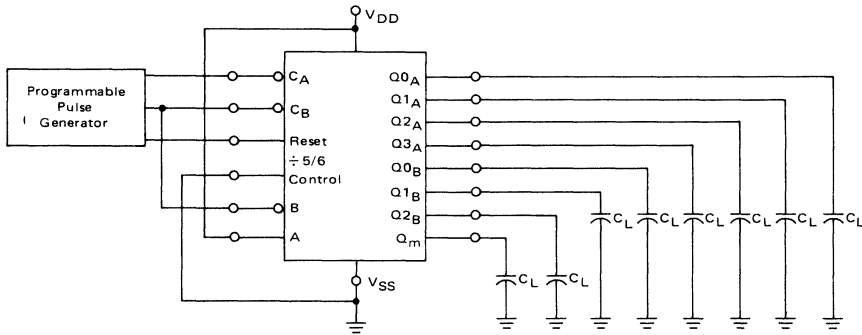 V_DD
Programmable
Pulse
Generator
C_A
C_B
Reset
÷5/6
Control
B
A
Q0_A
Q1_A
Q2_A
Q3_A
Q0_B
Q1_B
Q2_B
Q_m
V_SS
C_L
C_L
C_L
C_L
C_L
C_L
C_L
C_L